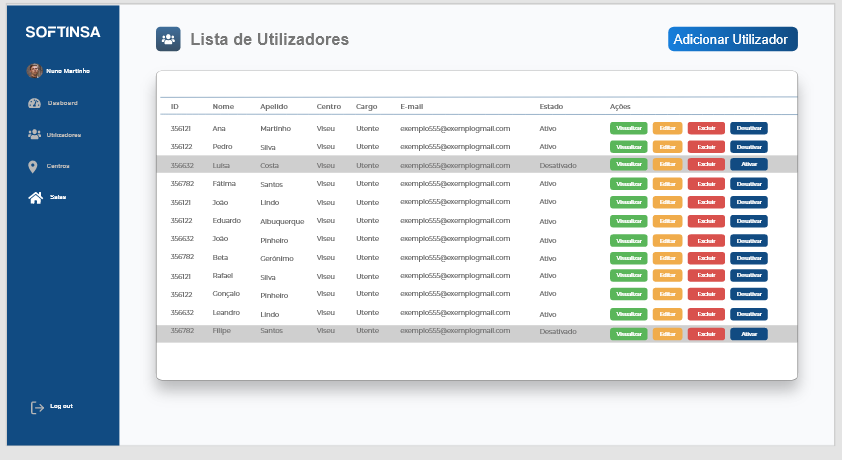 SOFTINSA
Nuno Martinho
Dasboard
Utilizadores
Centros
Salas
Log out
Lista de Utilizadores
Adicionar Utilizador
ID Nome Apelido Centro Cargo E-mail Estado Ações
356121 Ana Martinho Viseu Utente exemplo555@exemplogmail.com Ativo Visualizar Editar Excluir Desativar
356122 Pedro Silva Viseu Utente exemplo555@exemplogmail.com Ativo Visualizar Editar Excluir Desativar
356632 Luísa Costa Viseu Utente exemplo555@exemplogmail.com Desativado Visualizar Editar Excluir Ativar
356782 Fátima Santos Viseu Utente exemplo555@exemplogmail.com Ativo Visualizar Editar Excluir Desativar
356121 João Lindo Viseu Utente exemplo555@exemplogmail.com Ativo Visualizar Editar Excluir Desativar
356122 Eduardo Albuquerque Viseu Utente exemplo555@exemplogmail.com Ativo Visualizar Editar Excluir Desativar
356632 João Pinheiro Viseu Utente exemplo555@exemplogmail.com Ativo Visualizar Editar Excluir Desativar
356782 Beta Gerónimo Viseu Utente exemplo555@exemplogmail.com Ativo Visualizar Editar Excluir Desativar
356121 Rafael Silva Viseu Utente exemplo555@exemplogmail.com Ativo Visualizar Editar Excluir Desativar
356122 Gonçalo Pinheiro Viseu Utente exemplo555@exemplogmail.com Ativo Visualizar Editar Excluir Desativar
356632 Leandro Lindo Viseu Utente exemplo555@exemplogmail.com Ativo Visualizar Editar Excluir Desativar
356782 Filipe Santos Viseu Utente exemplo555@exemplogmail.com Desativado Visualizar Editar Excluir Ativar